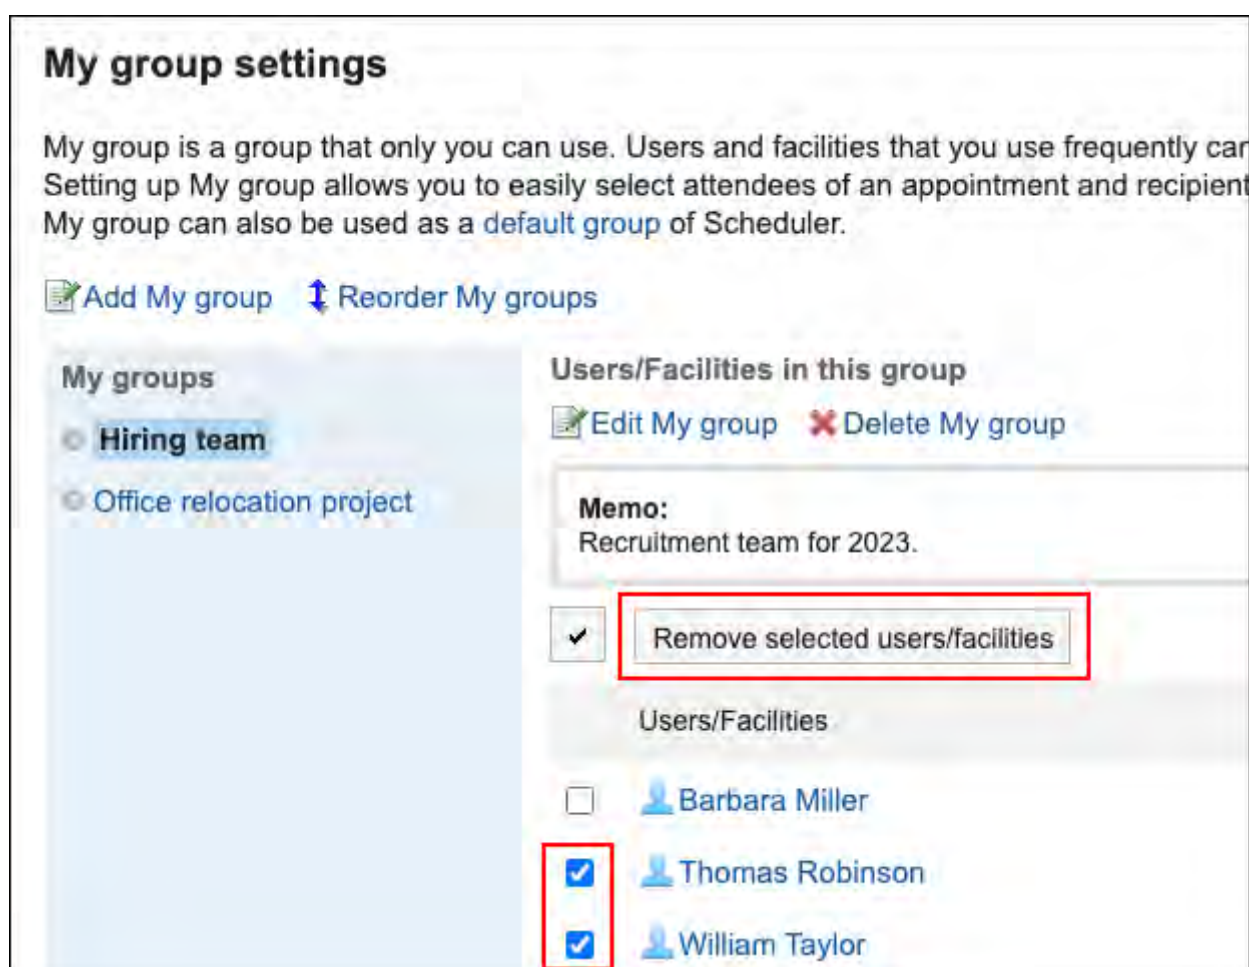 My group settings
My group is a group that only you can use. Users and facilities that you use frequently can
Setting up My group allows you to easily select attendees of an appointment and recipient
My group can also be used as a default group of Scheduler.
Add My group Reorder My groups
My groups
Hiring team
Office relocation project
Users/Facilities in this group
Edit My group Delete My group
Memo:
Recruitment team for 2023.
Remove selected users/facilities
Users/Facilities
Barbara Miller
Thomas Robinson
William Taylor